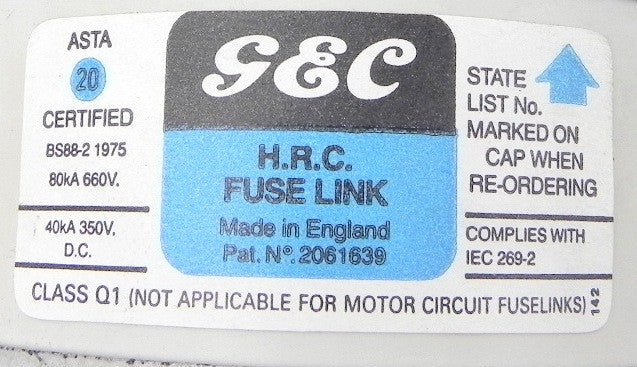 ASTA
20
CERTIFIED
BS88-2 1975
80kA 660V.
40kA 350V.
D.C.
GEC
H.R.C.
FUSE LINK
Made in England
Pat. Nº. 2061639
STATE
LIST No.
MARKED ON
CAP WHEN
RE-ORDERING
COMPLIES WITH
IEC 269-2
CLASS Q1 (NOT APPLICABLE FOR MOTOR CIRCUIT FUSELINKS)
142